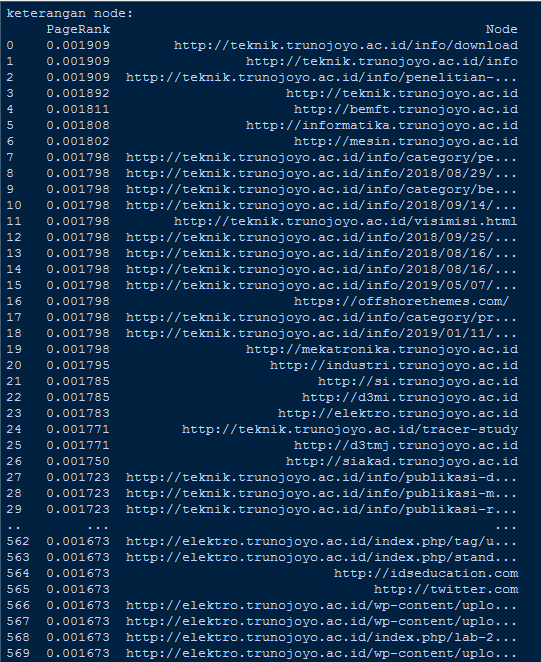 keterangan node:
PageRank Node
0 0.001909 http://teknik.trunojoyo.ac.id/info/download
1 0.001909 http://teknik.trunojoyo.ac.id/info
2 0.001909 http://teknik.trunojoyo.ac.id/info/penelitian-...
3 0.001892 http://teknik.trunojoyo.ac.id
4 0.001811 http://bemft.trunojoyo.ac.id
5 0.001808 http://informatika.trunojoyo.ac.id
6 0.001802 http://mesin.trunojoyo.ac.id
7 0.001798 http://teknik.trunojoyo.ac.id/info/category/pe...
8 0.001798 http://teknik.trunojoyo.ac.id/info/2018/08/29/...
9 0.001798 http://teknik.trunojoyo.ac.id/info/category/be...
10 0.001798 http://teknik.trunojoyo.ac.id/info/2018/09/14/...
11 0.001798 http://teknik.trunojoyo.ac.id/visimisi.html
12 0.001798 http://teknik.trunojoyo.ac.id/info/2018/09/25/...
13 0.001798 http://teknik.trunojoyo.ac.id/info/2018/08/16/...
14 0.001798 http://teknik.trunojoyo.ac.id/info/2018/08/16/...
15 0.001798 http://teknik.trunojoyo.ac.id/info/2019/05/07/...
16 0.001798 https://offshorethemes.com/
17 0.001798 http://teknik.trunojoyo.ac.id/info/category/pr...
18 0.001798 http://teknik.trunojoyo.ac.id/info/2019/01/11/...
19 0.001798 http://mekatronika.trunojoyo.ac.id
20 0.001795 http://industri.trunojoyo.ac.id
21 0.001785 http://si.trunojoyo.ac.id
22 0.001785 http://d3mi.trunojoyo.ac.id
23 0.001783 http://elektro.trunojoyo.ac.id
24 0.001771 http://teknik.trunojoyo.ac.id/tracer-study
25 0.001771 http://d3tmj.trunojoyo.ac.id
26 0.001750 http://siakad.trunojoyo.ac.id
27 0.001723 http://teknik.trunojoyo.ac.id/info/publikasi-d...
28 0.001723 http://teknik.trunojoyo.ac.id/info/publikasi-m...
29 0.001723 http://teknik.trunojoyo.ac.id/info/publikasi-r...
.. ... ...
562 0.001673 http://elektro.trunojoyo.ac.id/index.php/tag/u...
563 0.001673 http://elektro.trunojoyo.ac.id/index.php/stand...
564 0.001673 http://idseducation.com
565 0.001673 http://twitter.com
566 0.001673 http://elektro.trunojoyo.ac.id/wp-content/uplo...
567 0.001673 http://elektro.trunojoyo.ac.id/wp-content/uplo...
568 0.001673 http://elektro.trunojoyo.ac.id/index.php/lab-2...
569 0.001673 http://elektro.trunojoyo.ac.id/wp-content/uplo...